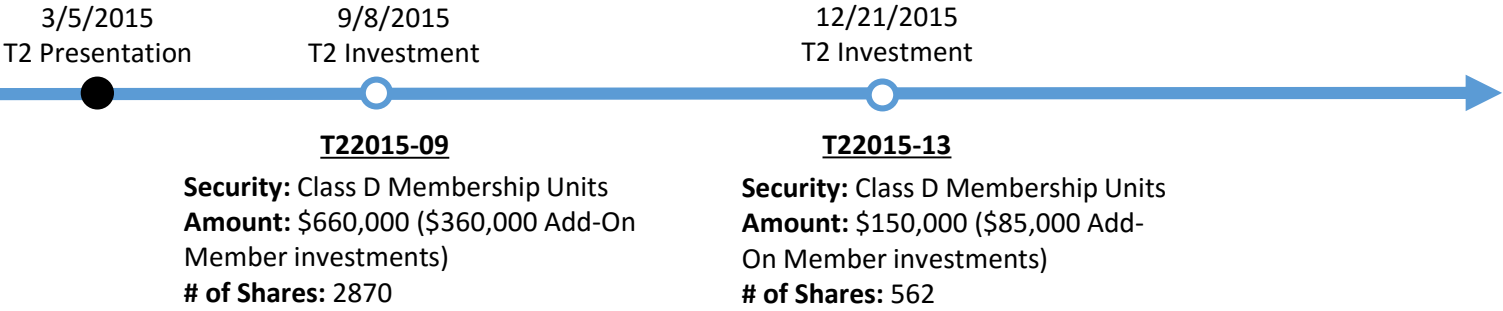 3/5/2015
T2 Presentation
9/8/2015
T2 Investment
12/21/2015
T2 Investment
T22015-09
Security: Class D Membership Units
Amount: $660,000 ($360,000 Add-On
Member investments)
# of Shares: 2870
T22015-13
Security: Class D Membership Units
Amount: $150,000 ($85,000 Add-
On Member investments)
# of Shares: 562